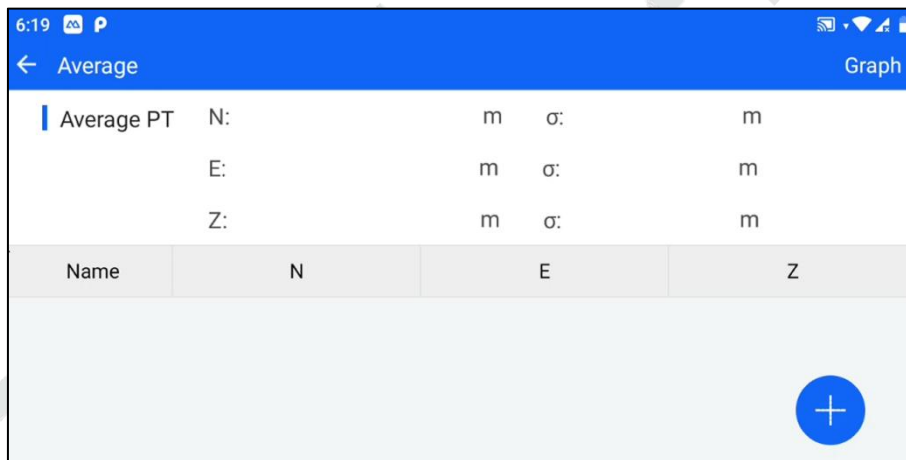 6:19
← Average Graph
Average PT N: m σ: m
E: m σ: m
Z: m σ: m
Name N E Z
+